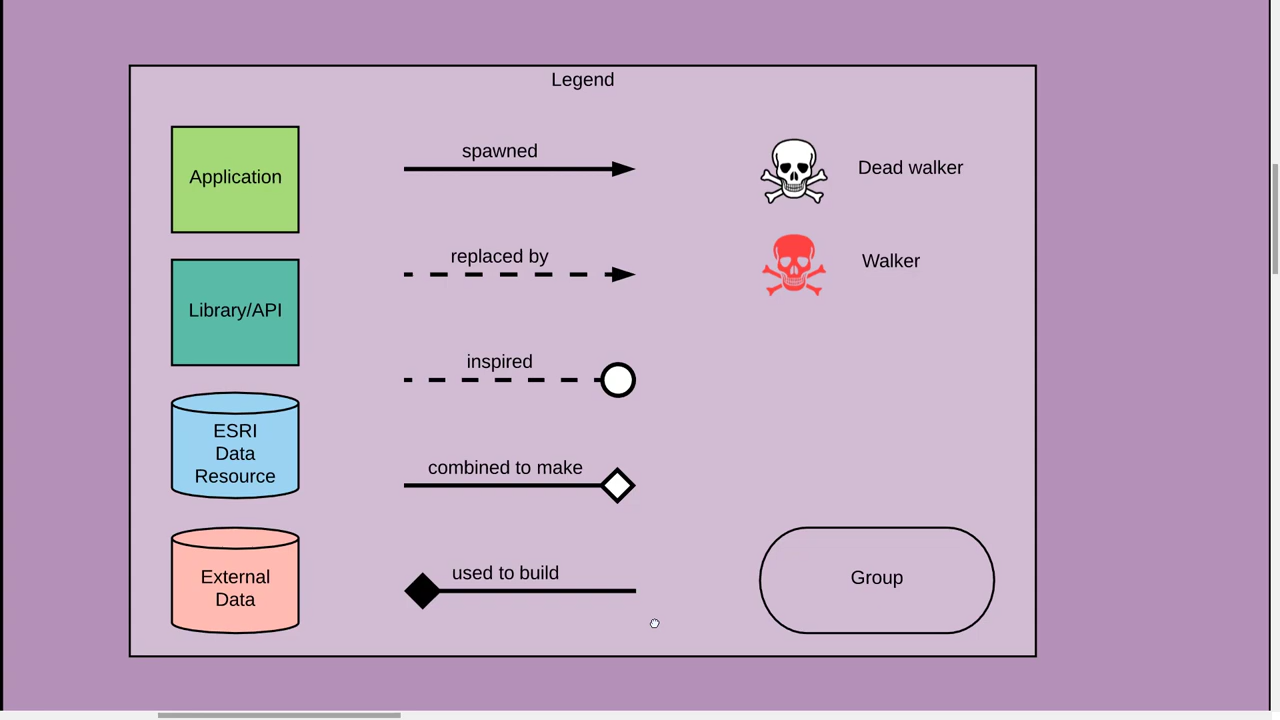 Legend
Application
Library/API
ESRI
Data
Resource
External
Data
spawned
replaced by
inspired
combined to make
used to build
Dead walker
Walker
Group